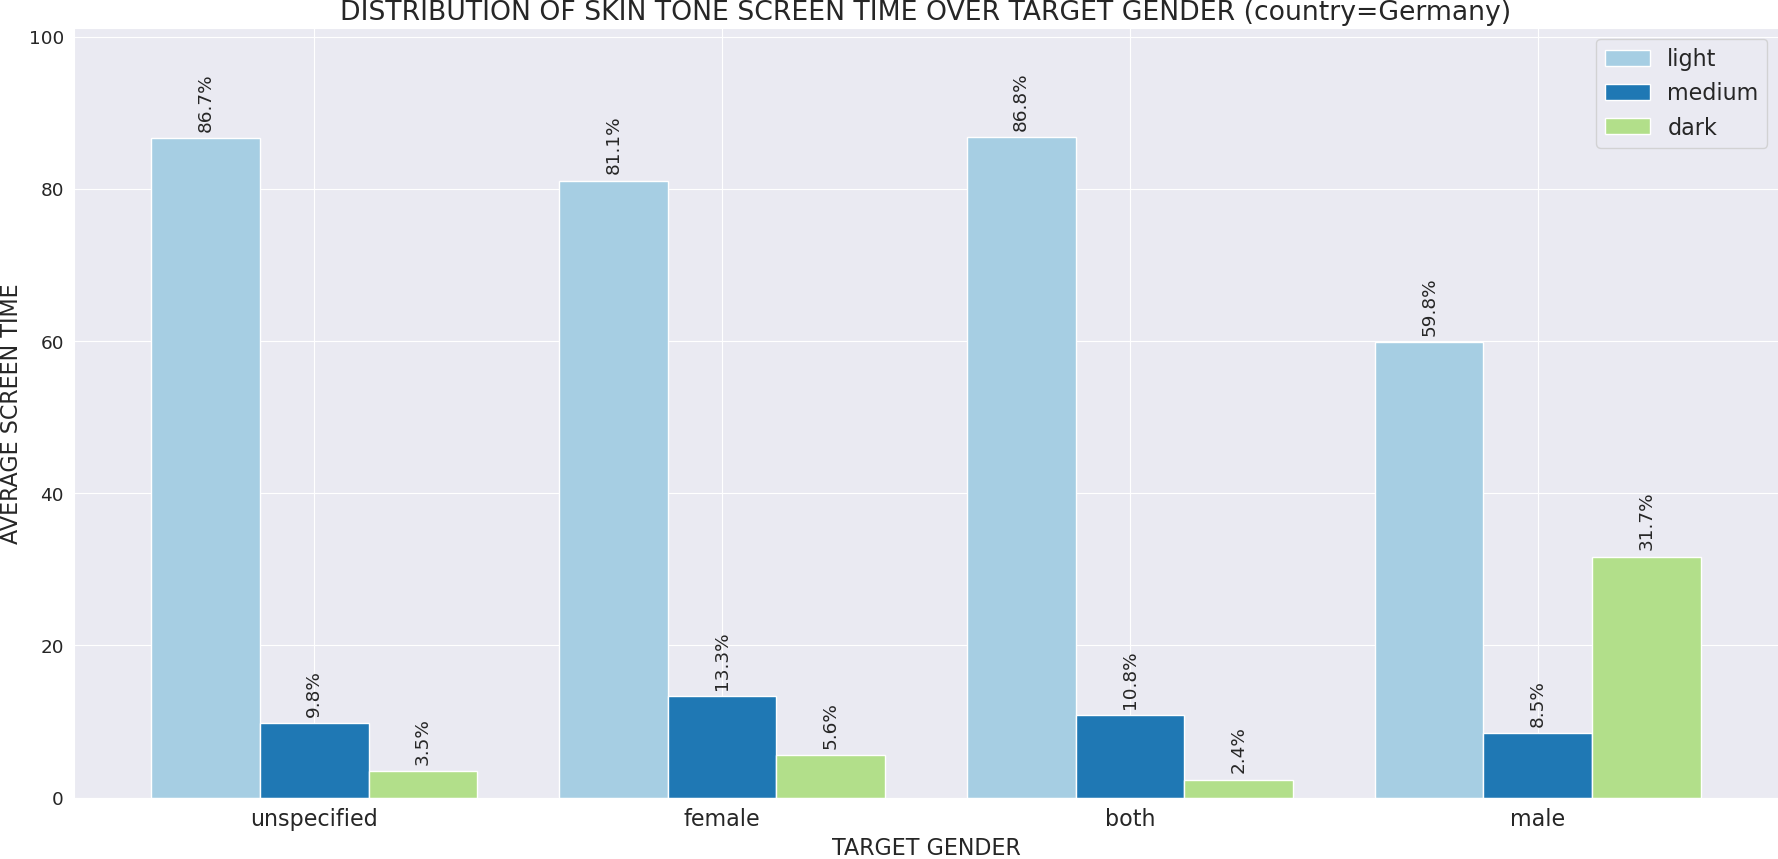 DISTRIBUTION OF SKIN TONE SCREEN TIME OVER TARGET GENDER (country=Germany)
AVERAGE SCREEN TIME
100
80
60
40
20
0
light
medium
dark
86.7%
9.8%
3.5%
81.1%
13.3%
5.6%
86.8%
10.8%
2.4%
59.8%
8.5%
31.7%
unspecified
female
both
male
TARGET GENDER